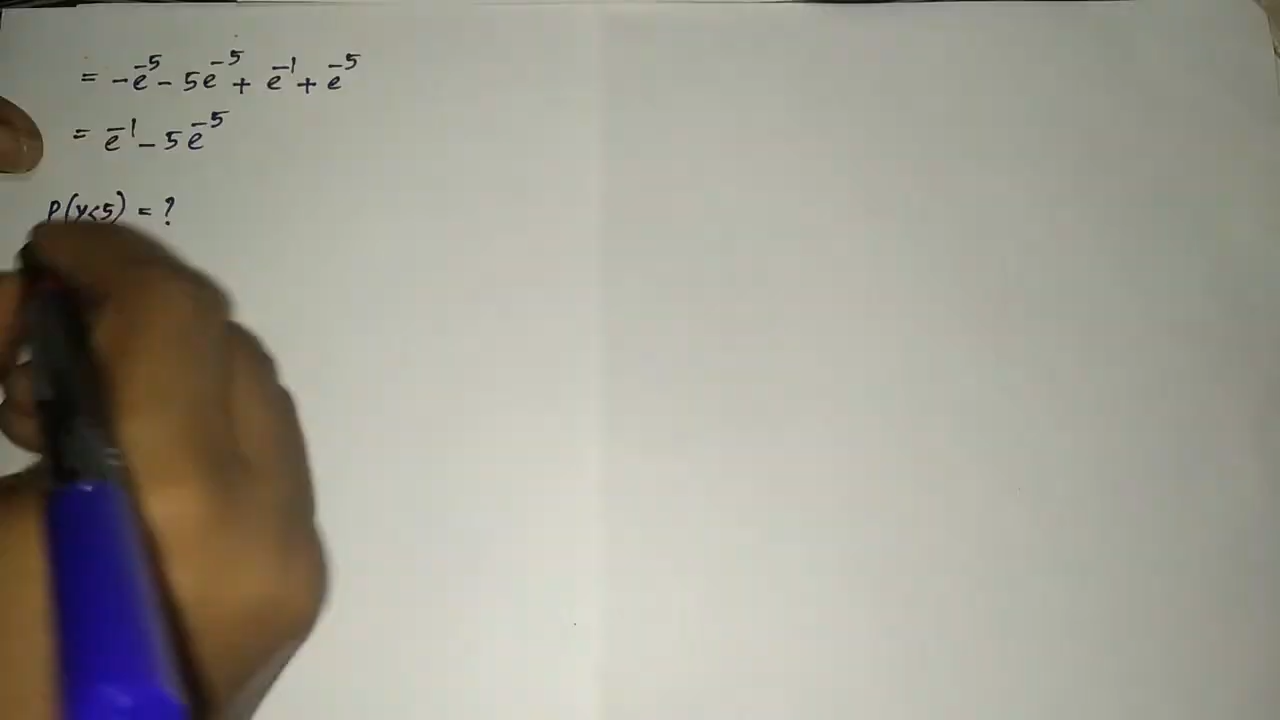 = -e⁻⁵ - 5e⁻⁵ + e⁻¹ + e⁻⁵
= e⁻¹ - 5e⁻⁵
P(Y<5) = ?